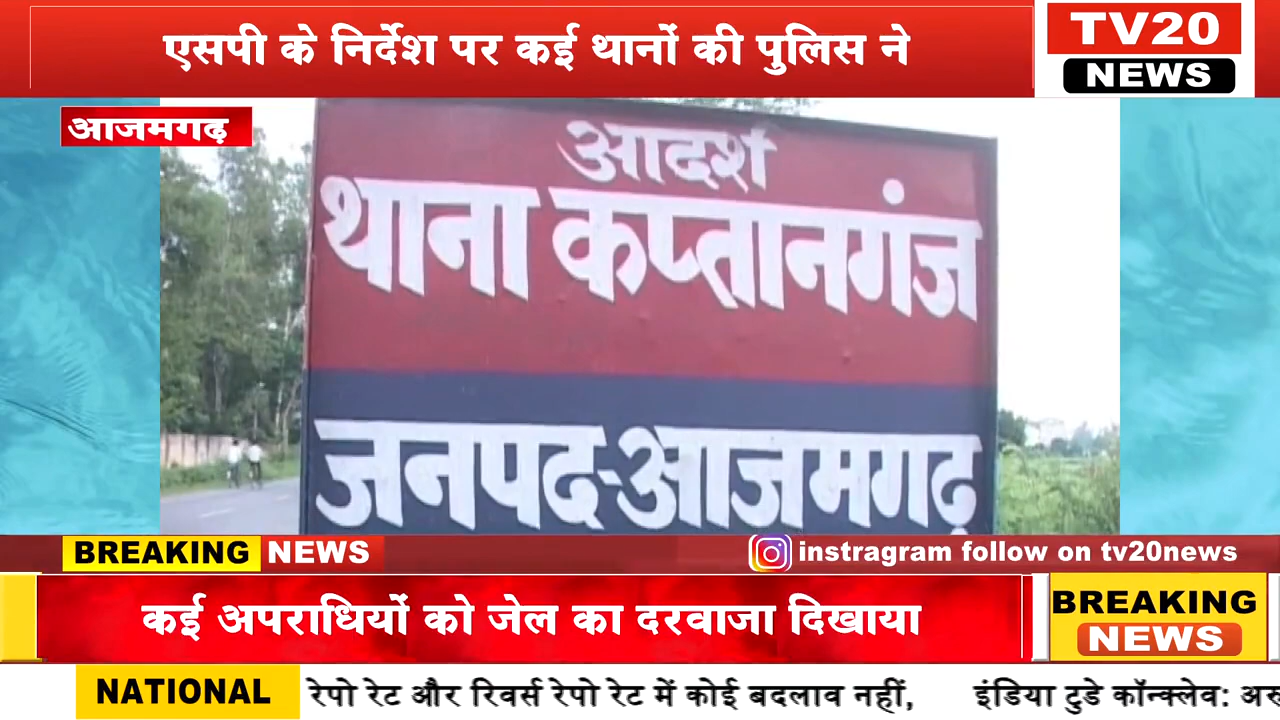 एसपी के निर्देश पर कई थानों की पुलिस ने
TV20
NEWS
आजमगढ़
आदर्श
थाना कप्तानगंज
जनपद-आजमगढ़
BREAKING NEWS
instragram follow on tv20news
कई अपराधियों को जेल का दरवाजा दिखाया
BREAKING
NEWS
NATIONAL
रेपो रेट और रिवर्स रेपो रेट में कोई बदलाव नहीं, इंडिया टुडे कॉन्क्लेव: